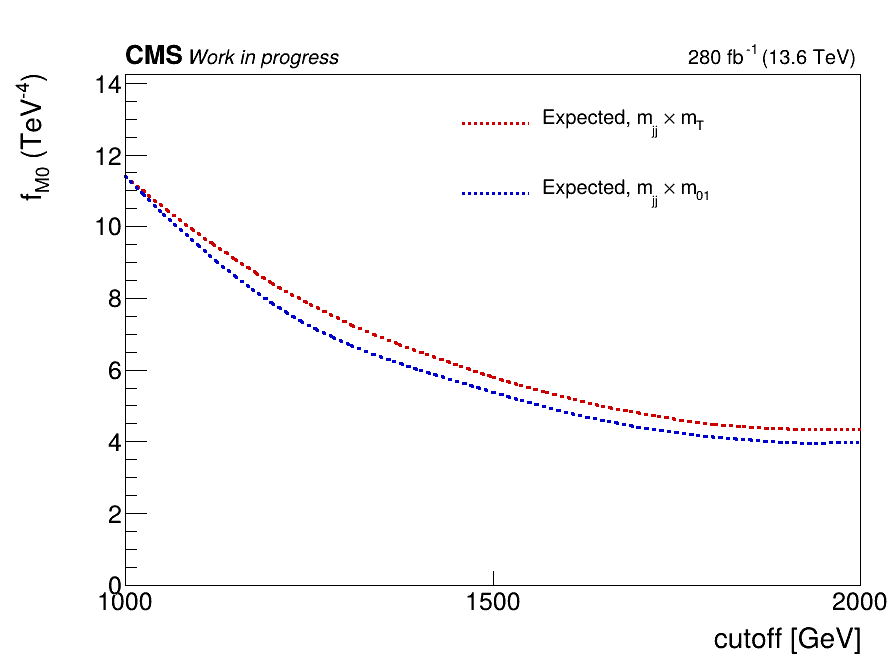 CMS Work in progress 280 fb-1 (13.6 TeV)
fM0 (TeV-4)
14
12
10
8
6
4
2
0
Expected, mjj × mT
Expected, mjj × m01
1000 1500 2000
cutoff [GeV]